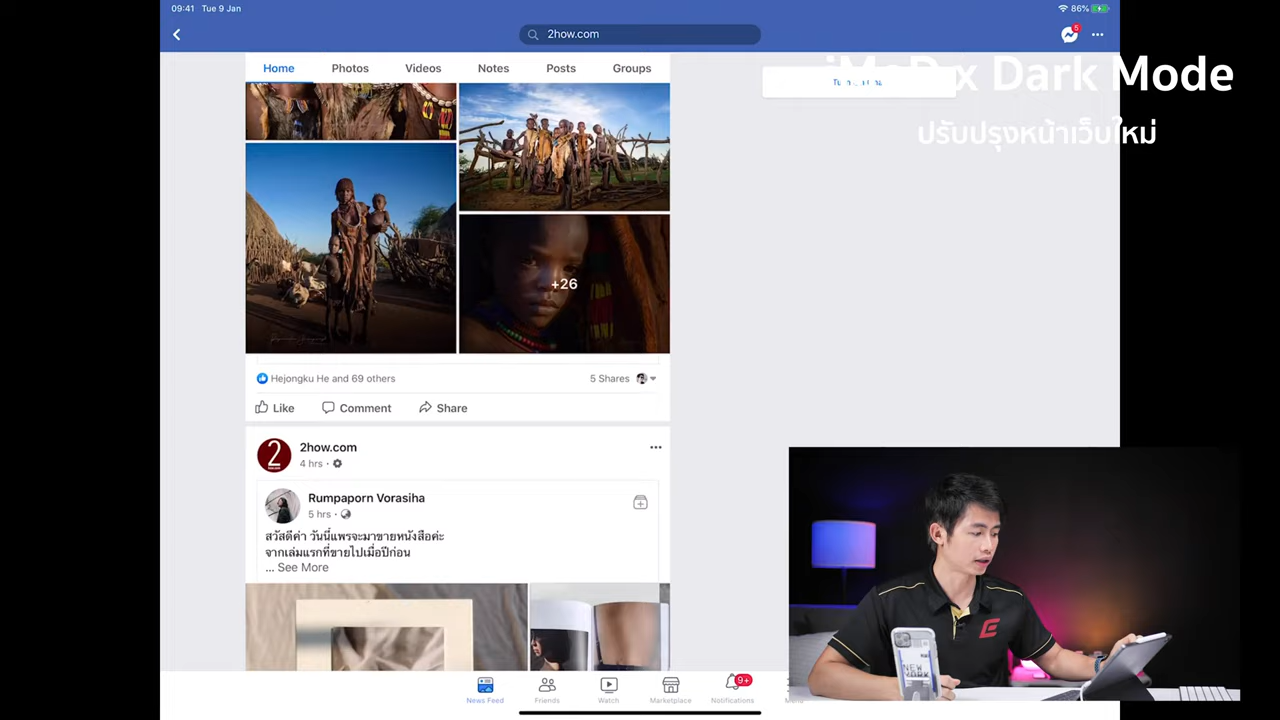 09:41 Tue 9 Jan
86%
2how.com
5
Home Photos Videos Notes Posts Groups
x Dark Mode
ปรับปรุงหน้าเว็บใหม่
+26
Hejongku He and 69 others
5 Shares
Like Comment Share
2how.com
4 hrs
Rumpaporn Vorasiha
5 hrs
สวัสดีค่า วันนี้แพรจะมาขายหนังสือค่ะ
จากเล่มแรกที่ขายไปเมื่อปีก่อน
... See More
NEW
9+
News Feed Friends Watch Marketplace Notifications Menu